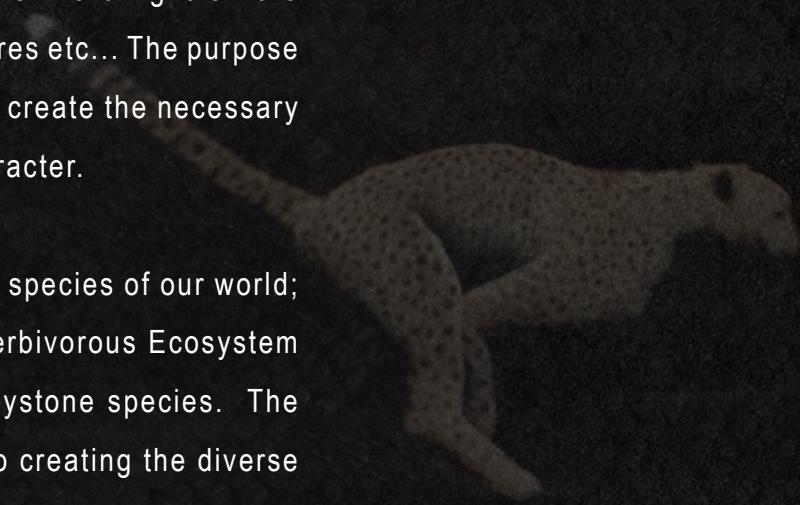 res etc... The purpose
create the necessary
racter.
species of our world;
erbivorous Ecosystem
ystone species. The
o creating the diverse